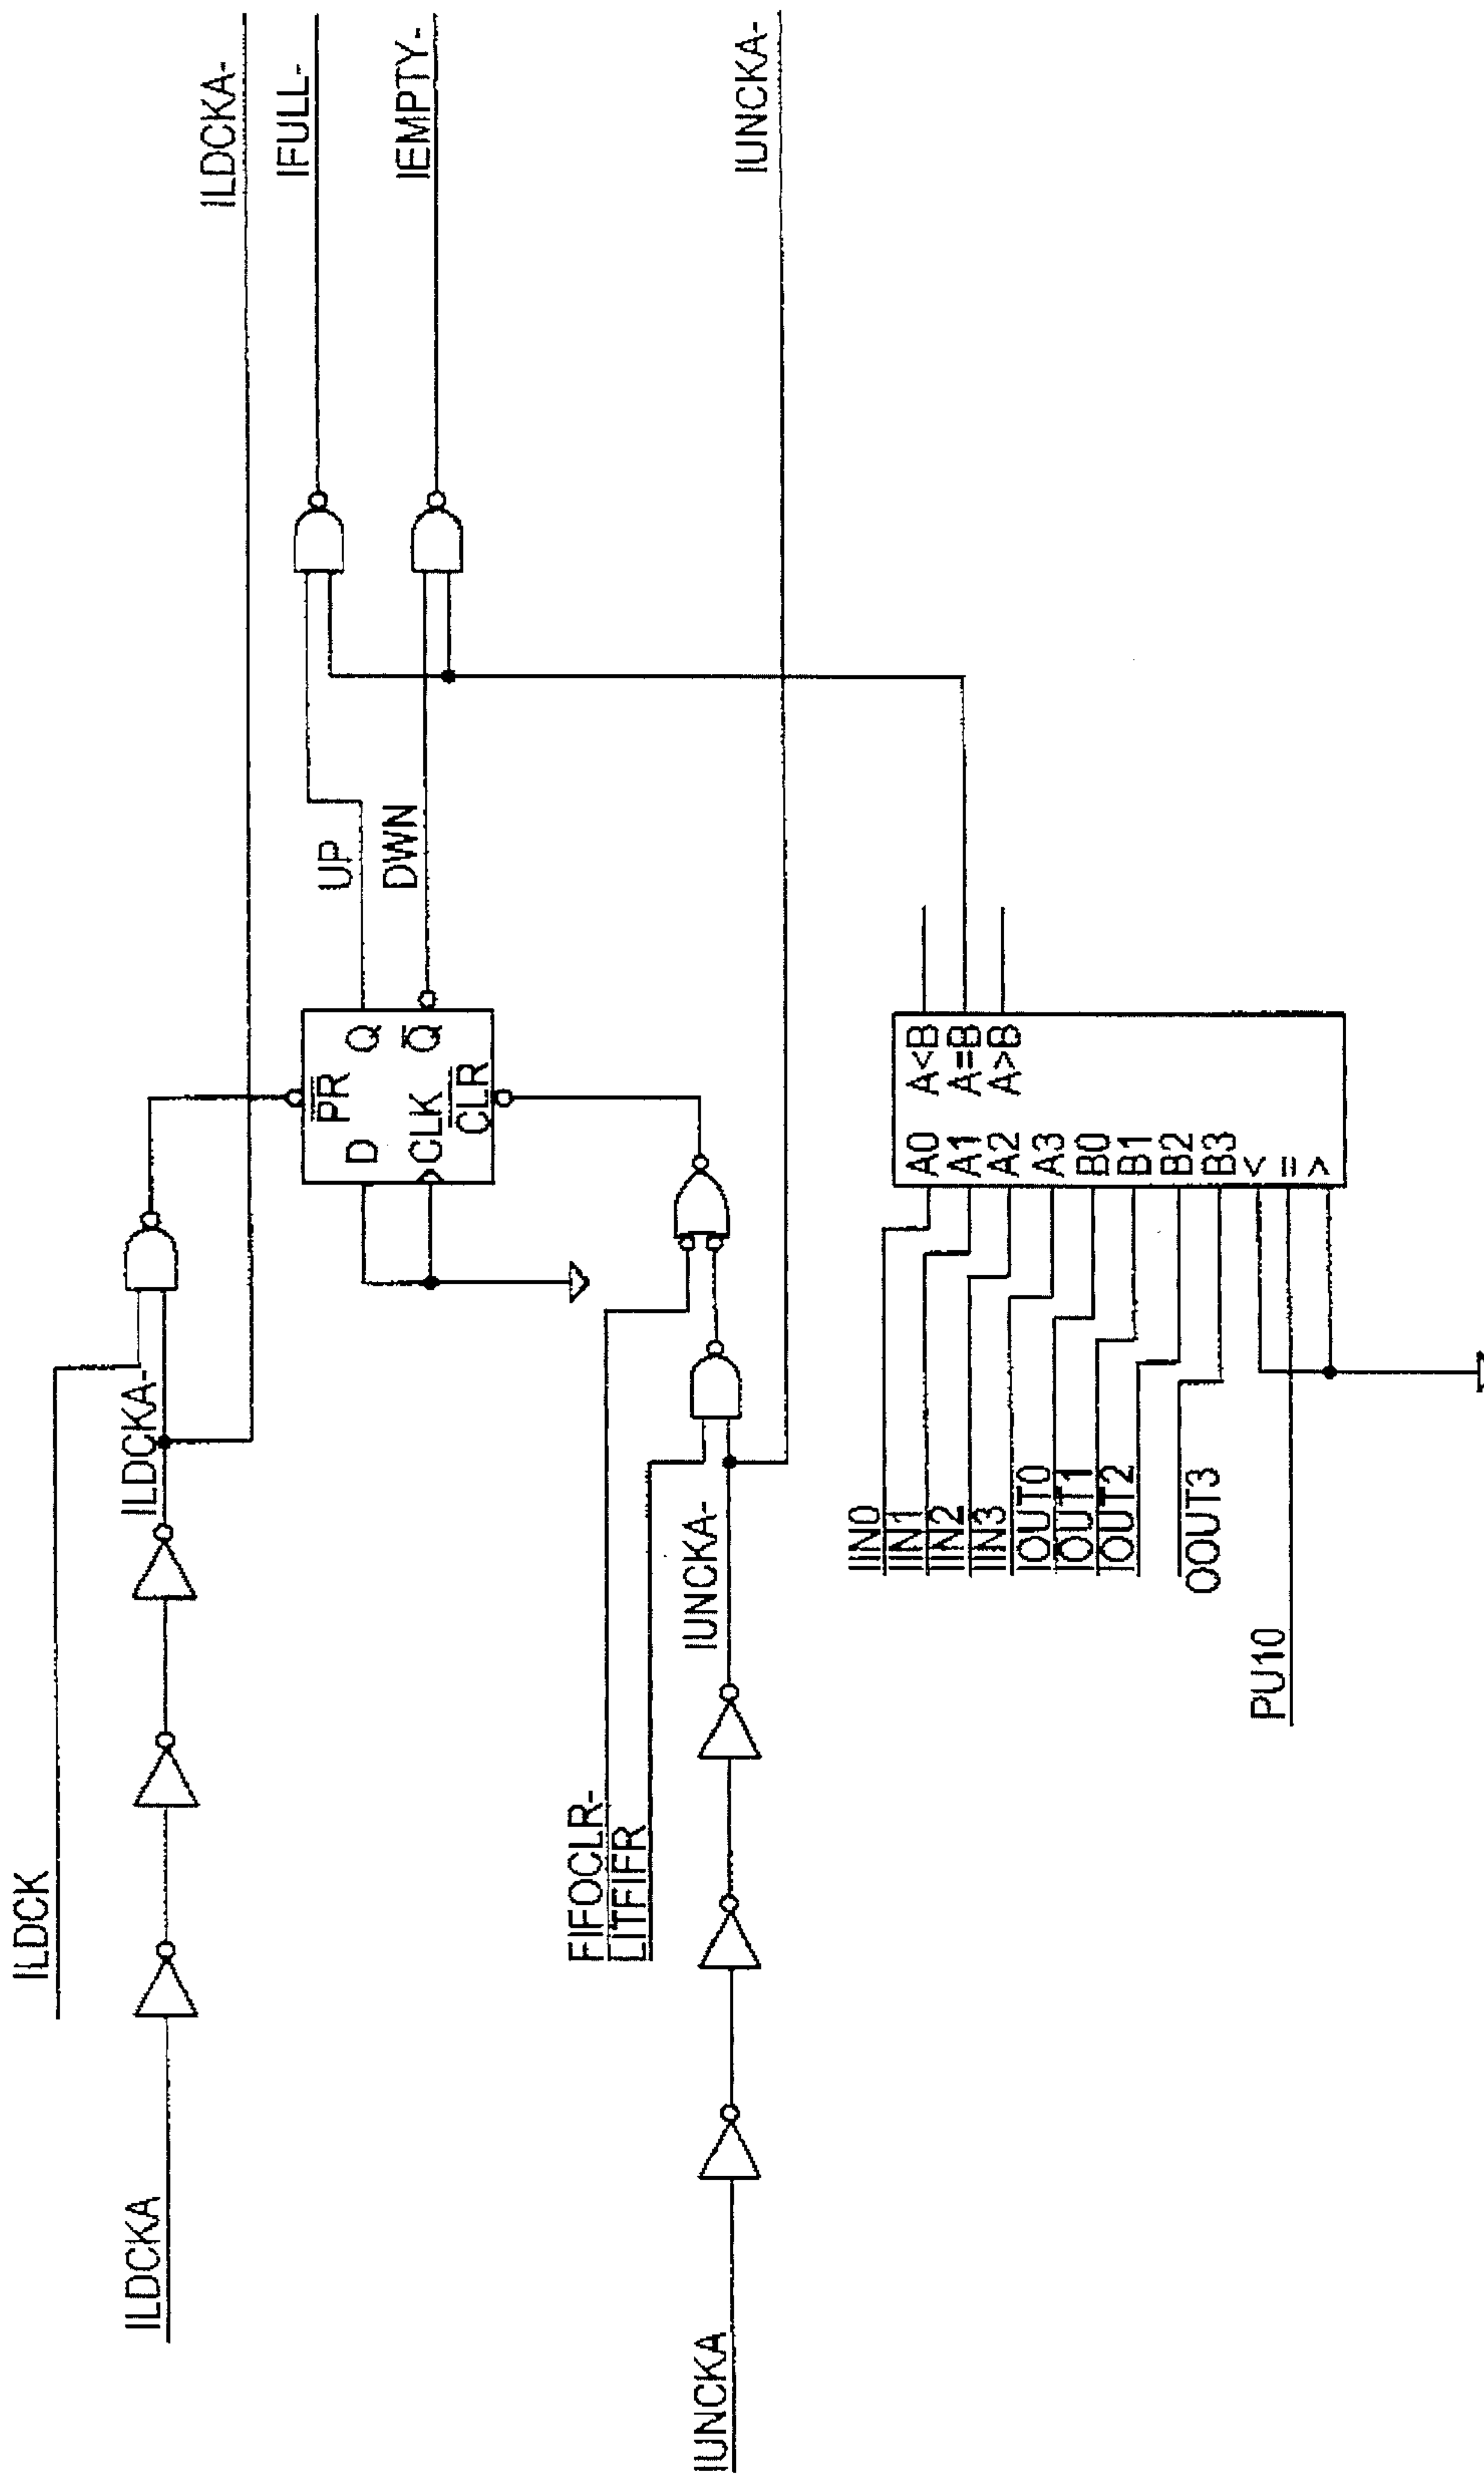 ILDCK
ILDCKA
ILDCKA-
ILDCKA-
IFULL-
IEMPTY-
UP
DWN
PR
D Q
CLK Q
CLR
FIFOCLR-
LITFIFR
IUNCKA
IUNCKA-
IUNCKA-
IIN0
IIN1
IIN2
IIN3
IOUT0
IOUT1
IOUT2
OOUT3
PU10
A0 A<B
A1 A=B
A2 A>B
A3
B0
B1
B2
B3
<
=
>